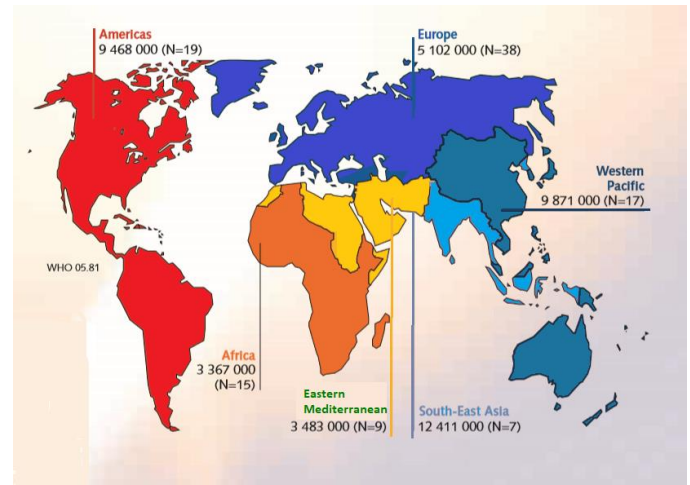 Americas
9 468 000 (N=19)
Europe
5 102 000 (N=38)
Western
Pacific
9 871 000 (N=17)
WHO 05.81
Africa
3 367 000
(N=15)
Eastern
Mediterranean
3 483 000 (N=9)
South-East Asia
12 411 000 (N=7)